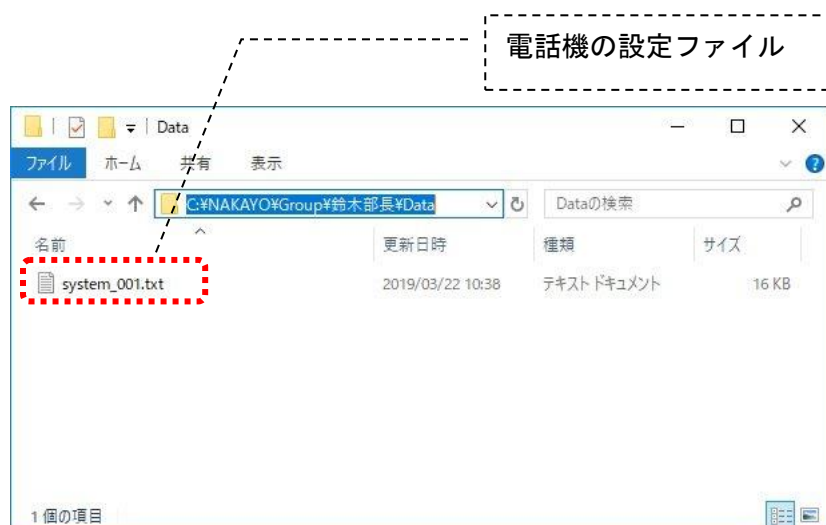 電話機の設定ファイル
Data
ファイル ホーム 共有 表示
C:¥NAKAYO¥Group¥鈴木部長¥Data Dataの検索
名前 更新日時 種類 サイズ
system_001.txt 2019/03/22 10:38 テキスト ドキュメント 16 KB
1 個の項目